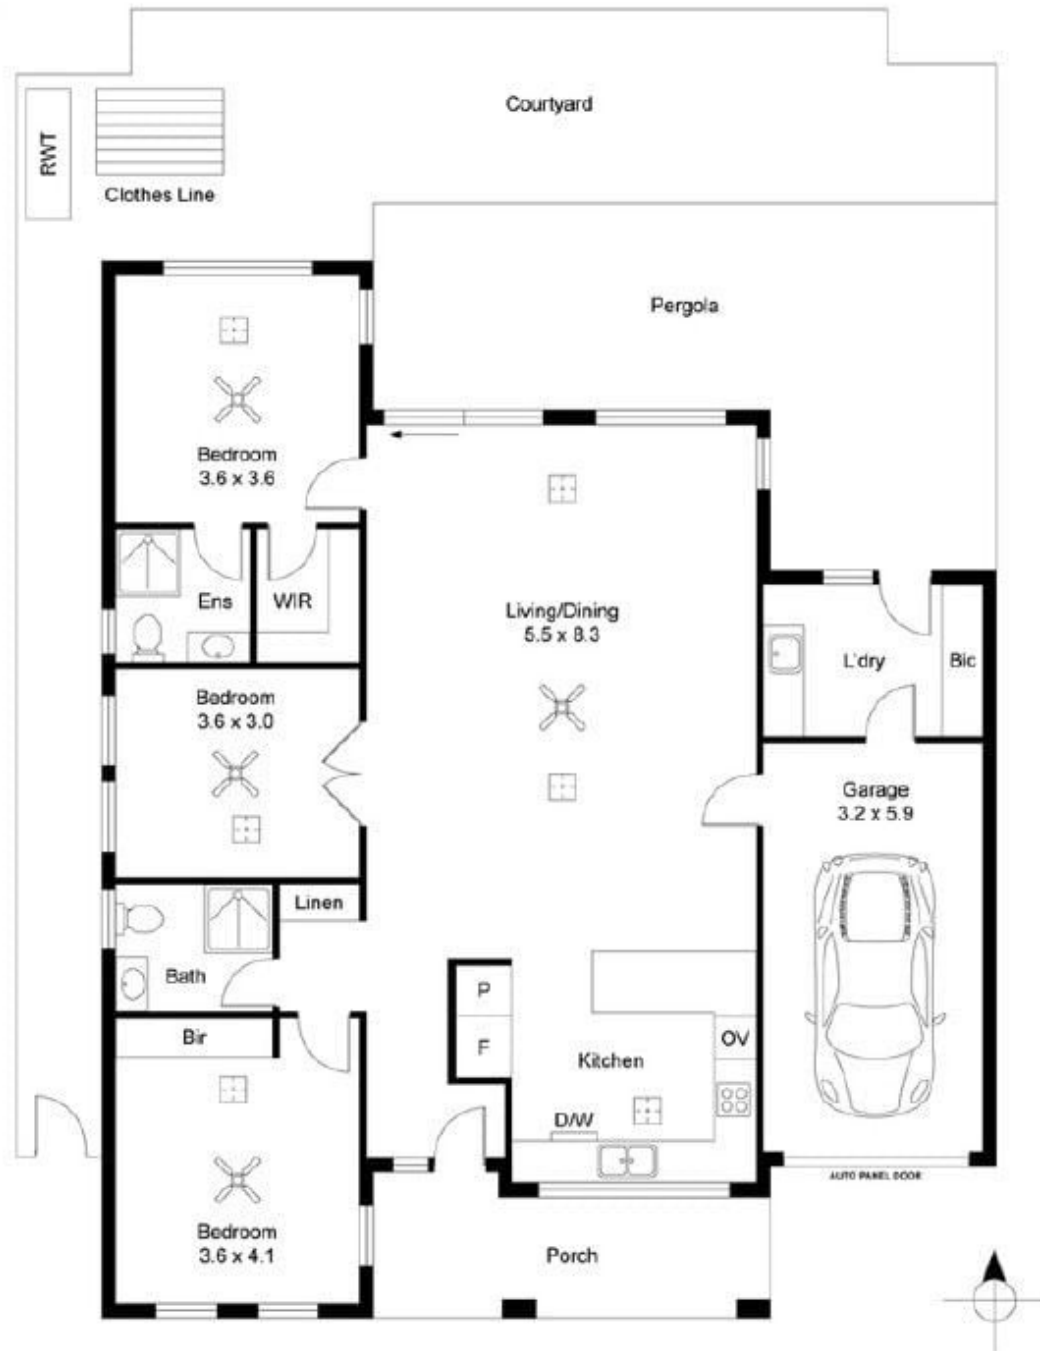 Courtyard
RWT
Clothes Line
Pergola
Bedroom
3.6 x 3.6
Ens
WIR
Living/Dining
5.5 x 8.3
L'dry
Bic
Bedroom
3.6 x 3.0
Garage
3.2 x 5.9
Linen
Bath
P
F
Bir
Kitchen
OV
D/W
AUTO PANEL DOOR
Bedroom
3.6 x 4.1
Porch